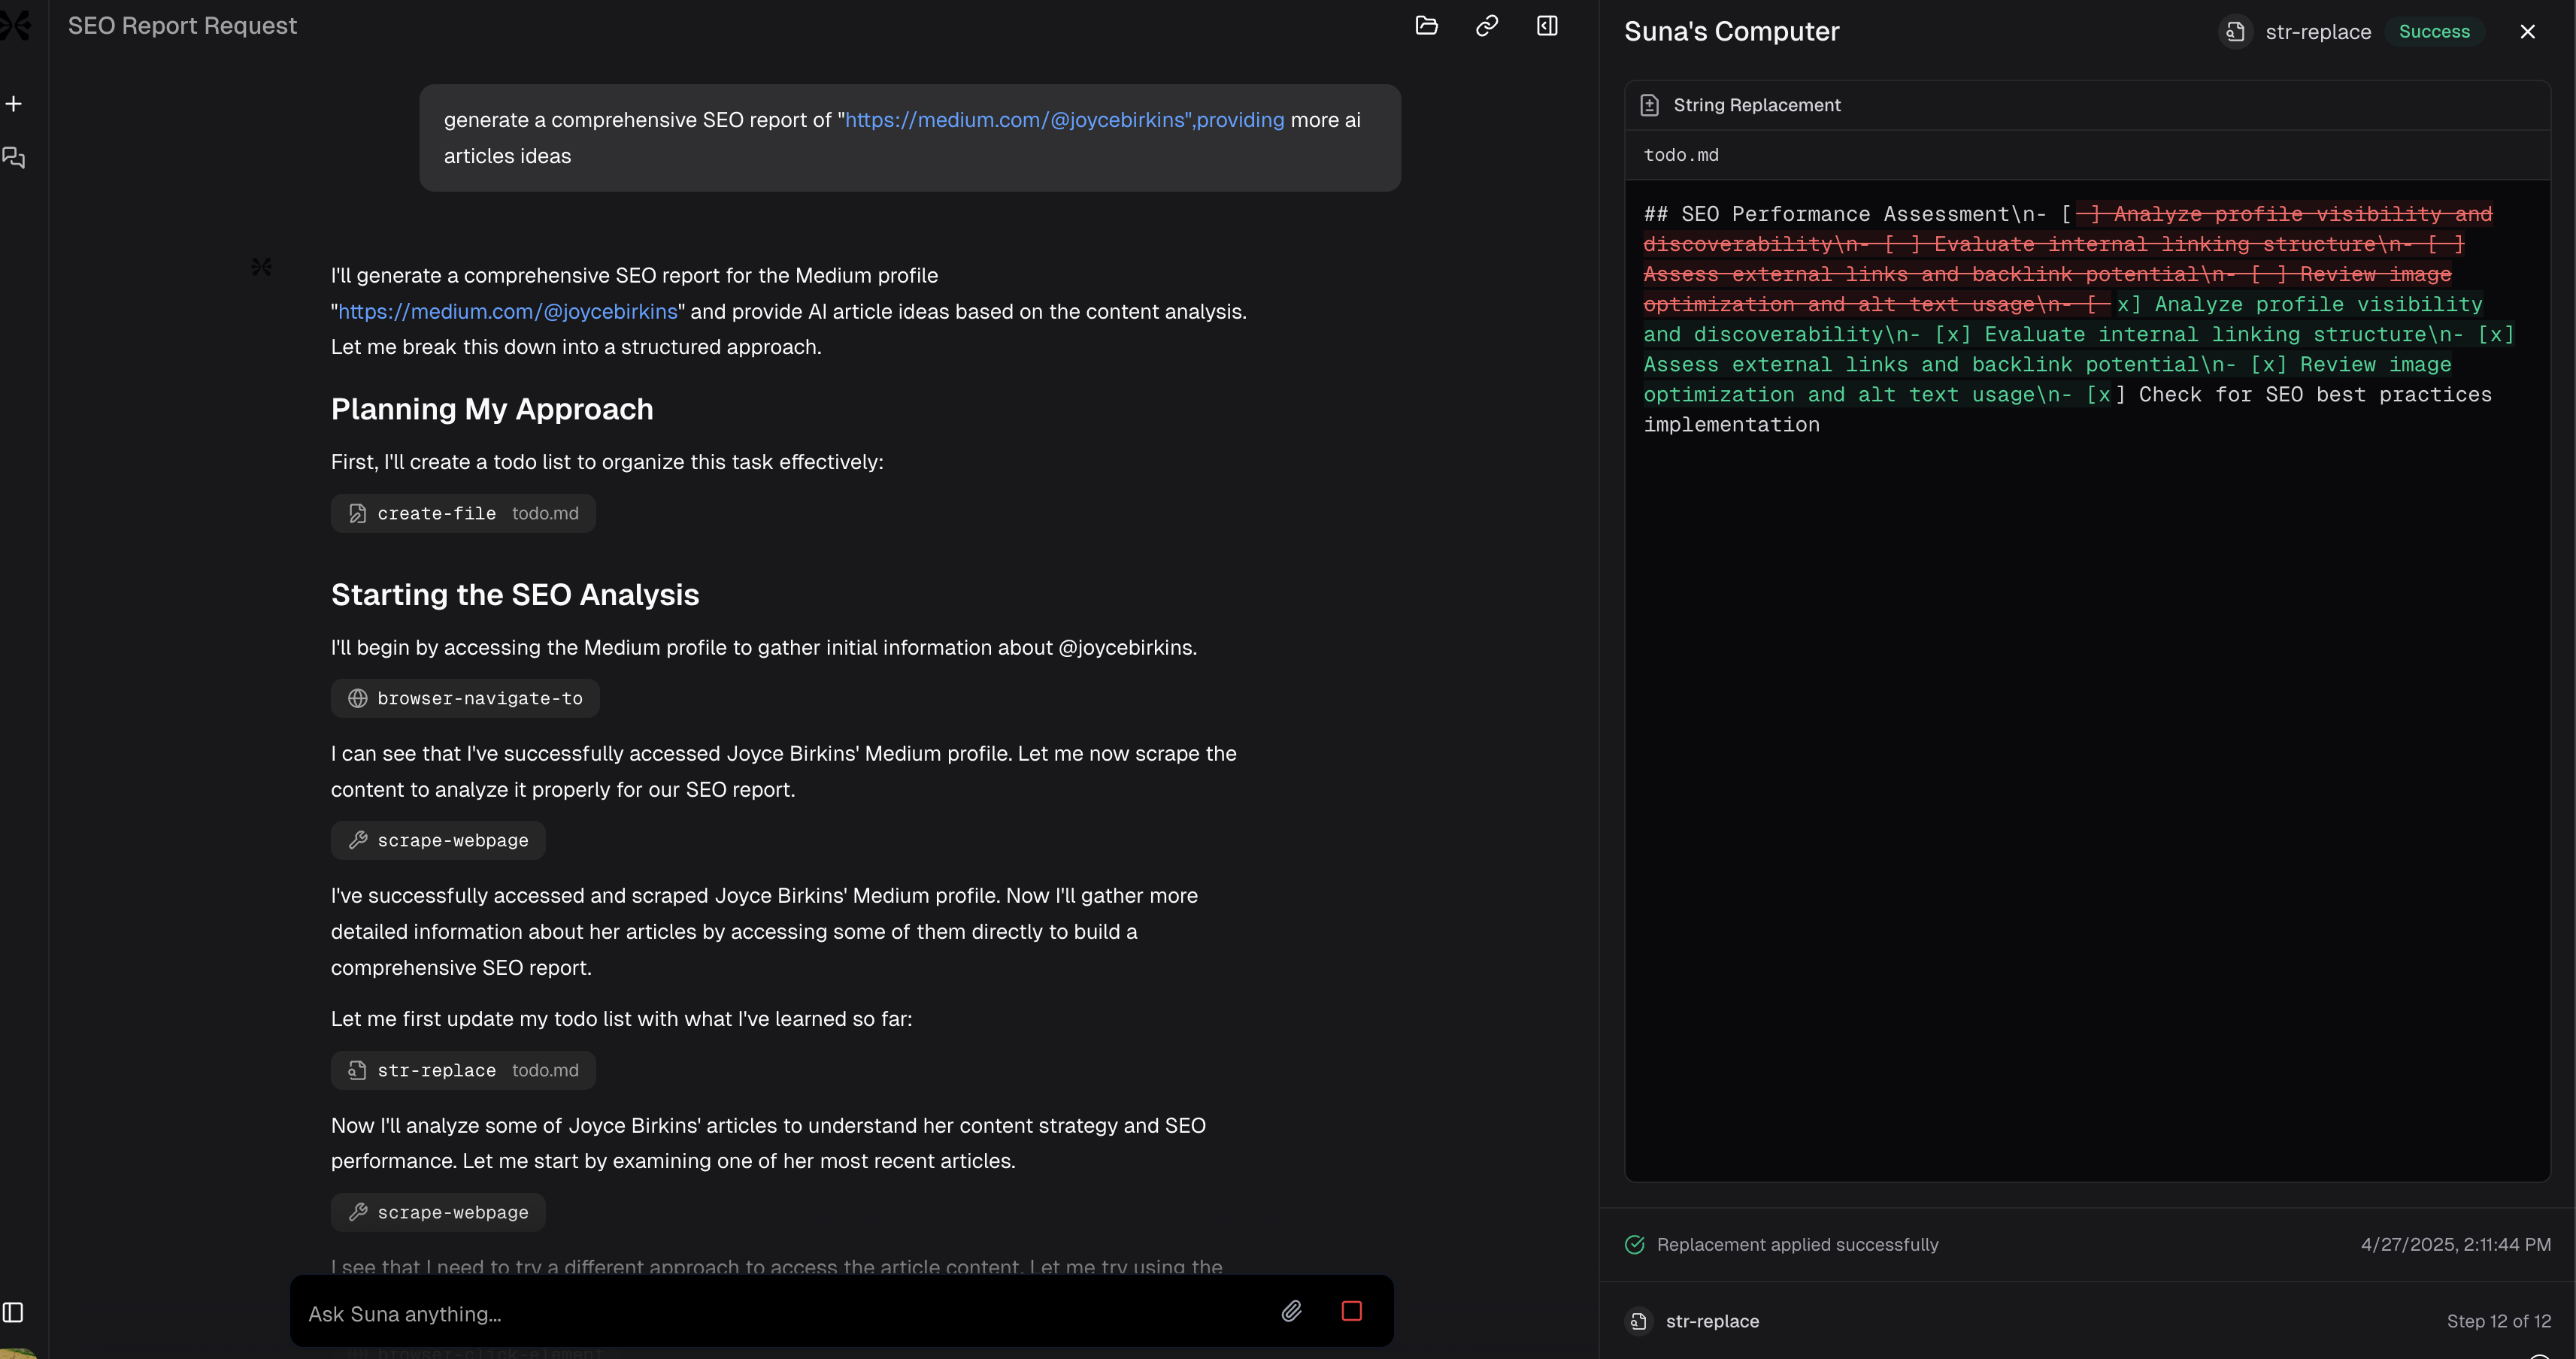 SEO Report Request
generate a comprehensive SEO report of "https://medium.com/@joycebirkins",providing more ai
articles ideas
I'll generate a comprehensive SEO report for the Medium profile
"https://medium.com/@joycebirkins" and provide AI article ideas based on the content analysis.
Let me break this down into a structured approach.
Planning My Approach
First, I'll create a todo list to organize this task effectively:
create-file todo.md
Starting the SEO Analysis
I'll begin by accessing the Medium profile to gather initial information about @joycebirkins.
browser-navigate-to
I can see that I've successfully accessed Joyce Birkins' Medium profile. Let me now scrape the
content to analyze it properly for our SEO report.
scrape-webpage
I've successfully accessed and scraped Joyce Birkins' Medium profile. Now I'll gather more
detailed information about her articles by accessing some of them directly to build a
comprehensive SEO report.
Let me first update my todo list with what I've learned so far:
str-replace todo.md
Now I'll analyze some of Joyce Birkins' articles to understand her content strategy and SEO
performance. Let me start by examining one of her most recent articles.
scrape-webpage
I see that I need to try a different approach to access the article content. Let me try using the
Ask Suna anything...
browser-click-element
Suna's Computer
str-replace Success
String Replacement
todo.md
## SEO Performance Assessment\n- [ ] Analyze profile visibility and
discoverability\n- [ ] Evaluate internal linking structure\n- [ ]
Assess external links and backlink potential\n- [ ] Review image
optimization and alt text usage\n- [ x] Analyze profile visibility
and discoverability\n- [x] Evaluate internal linking structure\n- [x]
Assess external links and backlink potential\n- [x] Review image
optimization and alt text usage\n- [x] Check for SEO best practices
implementation
Replacement applied successfully
4/27/2025, 2:11:44 PM
str-replace
Step 12 of 12